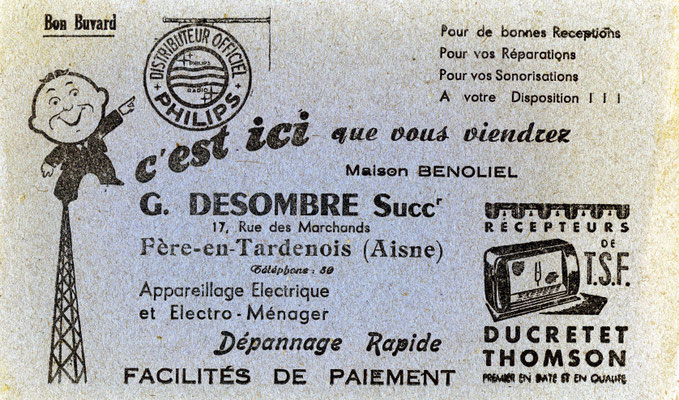 Bon Buvard
DISTRIBUTEUR OFFICIEL
PHILIPS
RADIO
PHILIPS
Pour de bonnes Receptions
Pour vos Réparations
Pour vos Sonorisations
A votre Disposition ! ! !
c'est ici que vous viendrez
Maison BENOLIEL
G. DESOMBRE Succr
17, Rue des Marchands
Fère-en-Tardenois (Aisne)
Téléphone : 59
Appareillage Electrique
et Electro-Ménager
Dépannage Rapide
FACILITÉS DE PAIEMENT
RÉCEPTEURS
DE
T.S.F.
DUCRETET
THOMSON
PREMIER EN DATE ET EN QUALITÉ